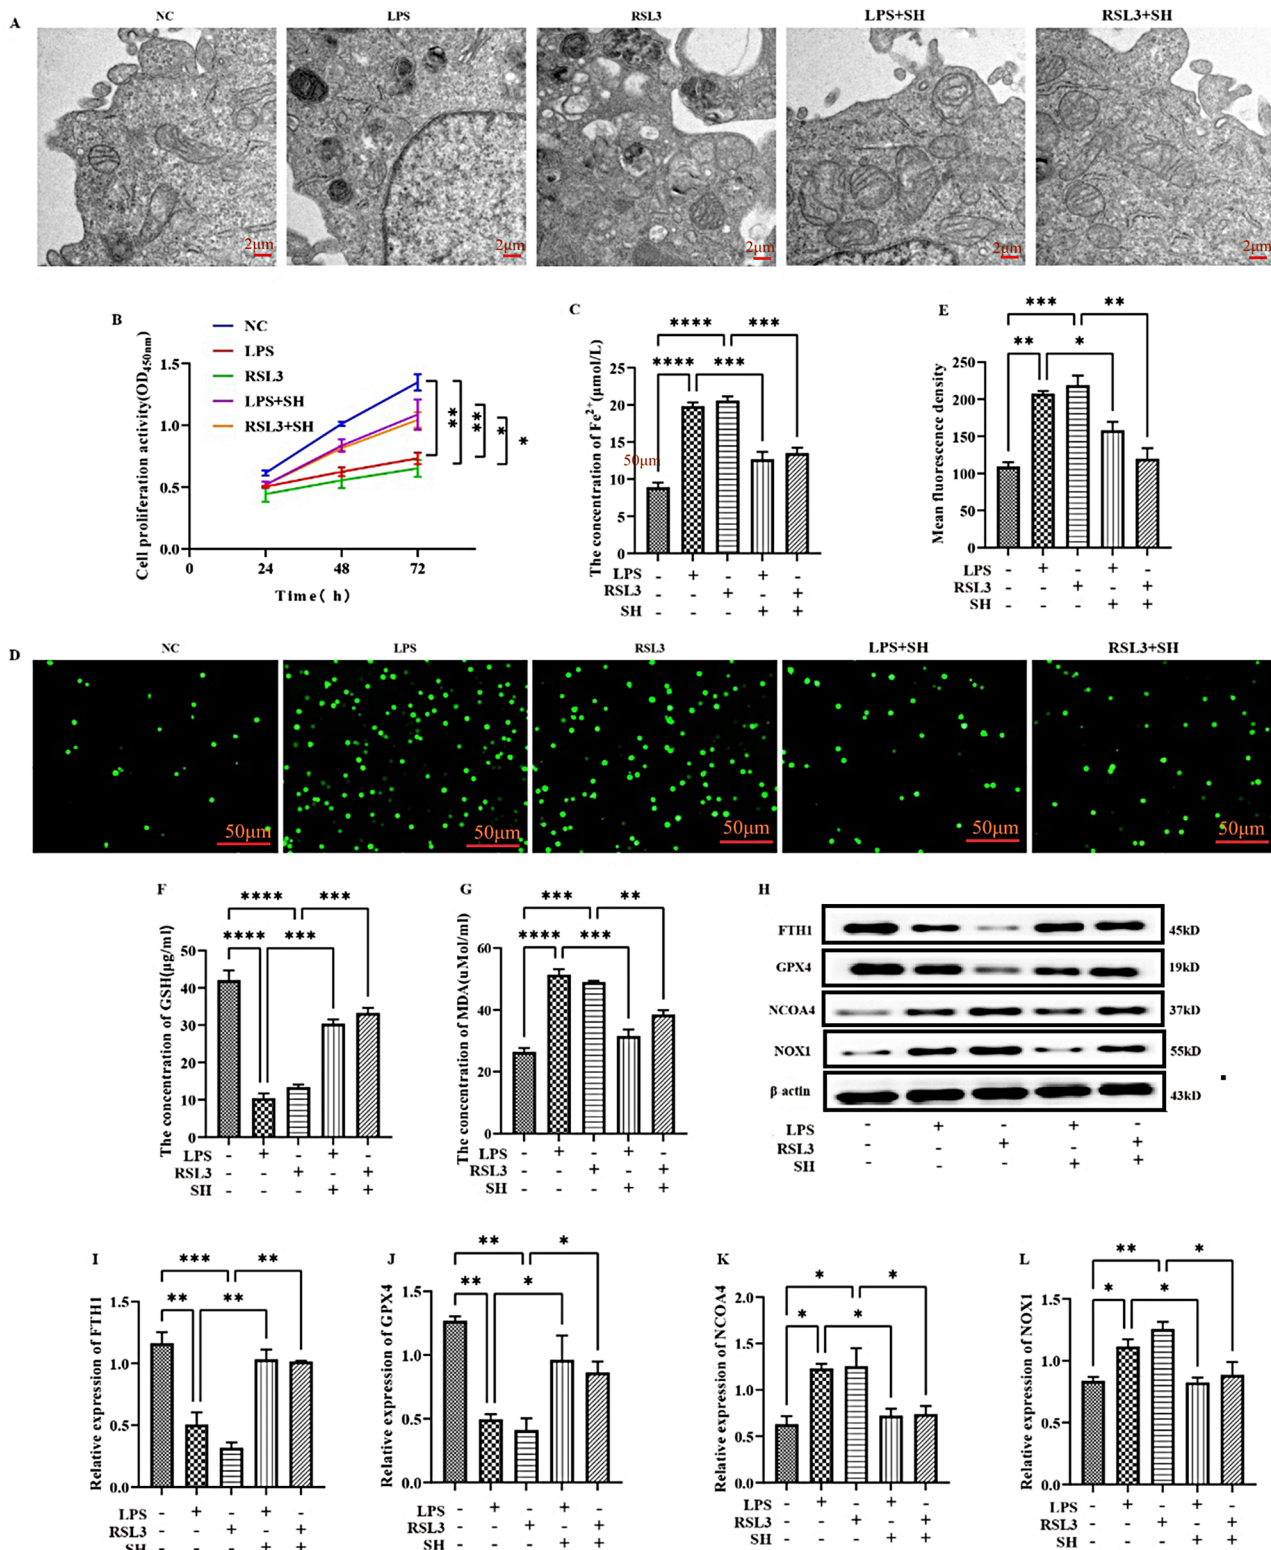 A
NC
LPS
RSL3
LPS+SH
RSL3+SH
2μm
2μm
2μm
2μm
2μm
B
NC
LPS
RSL3
LPS+SH
RSL3+SH
Cell proliferation activity(OD450nm)
1.5
1.0
0.5
0.0
0
24
48
72
Time( h)
**
**
*
*
C
****
***
****
***
The concentration of Fe2+(μmol/L)
25
20
15
50μm
10
5
0
LPS - + - + -
RSL3 - - + - +
SH - - - + +
E
***
**
**
*
Mean fluorescence density
250
200
150
100
50
0
LPS - + - + -
RSL3 - - + - +
SH - - - + +
D
NC
LPS
RSL3
LPS+SH
RSL3+SH
50μm
50μm
50μm
50μm
50μm
F
****
***
****
***
The concentration of GSH(μg/ml)
50
40
30
20
10
0
LPS - + - + -
RSL3 - - + - +
SH - - - + +
G
***
**
****
***
The concentration of MDA(uMol/ml)
60
40
20
0
LPS - + - + -
RSL3 - - + - +
SH - - - + +
H
FTH1 45kD
GPX4 19kD
NCOA4 37kD
NOX1 55kD
β-actin 43kD
LPS - + - + -
RSL3 - - + - +
SH - - - + +
I
***
**
**
**
Relative expression of FTH1
1.5
1.0
0.5
0.0
LPS - + - + -
RSL3 - - + - +
SH - - - + +
J
**
*
**
*
Relative expression of GPX4
1.5
1.0
0.5
0.0
LPS - + - + -
RSL3 - - + - +
SH - - - + +
K
*
*
*
*
Relative expression of NCOA4
2.0
1.5
1.0
0.5
0.0
LPS - + - + -
RSL3 - - + - +
SH - - - + +
L
**
*
*
*
Relative expression of NOX1
1.5
1.0
0.5
0.0
LPS - + - + -
RSL3 - - + - +
SH - - - + +